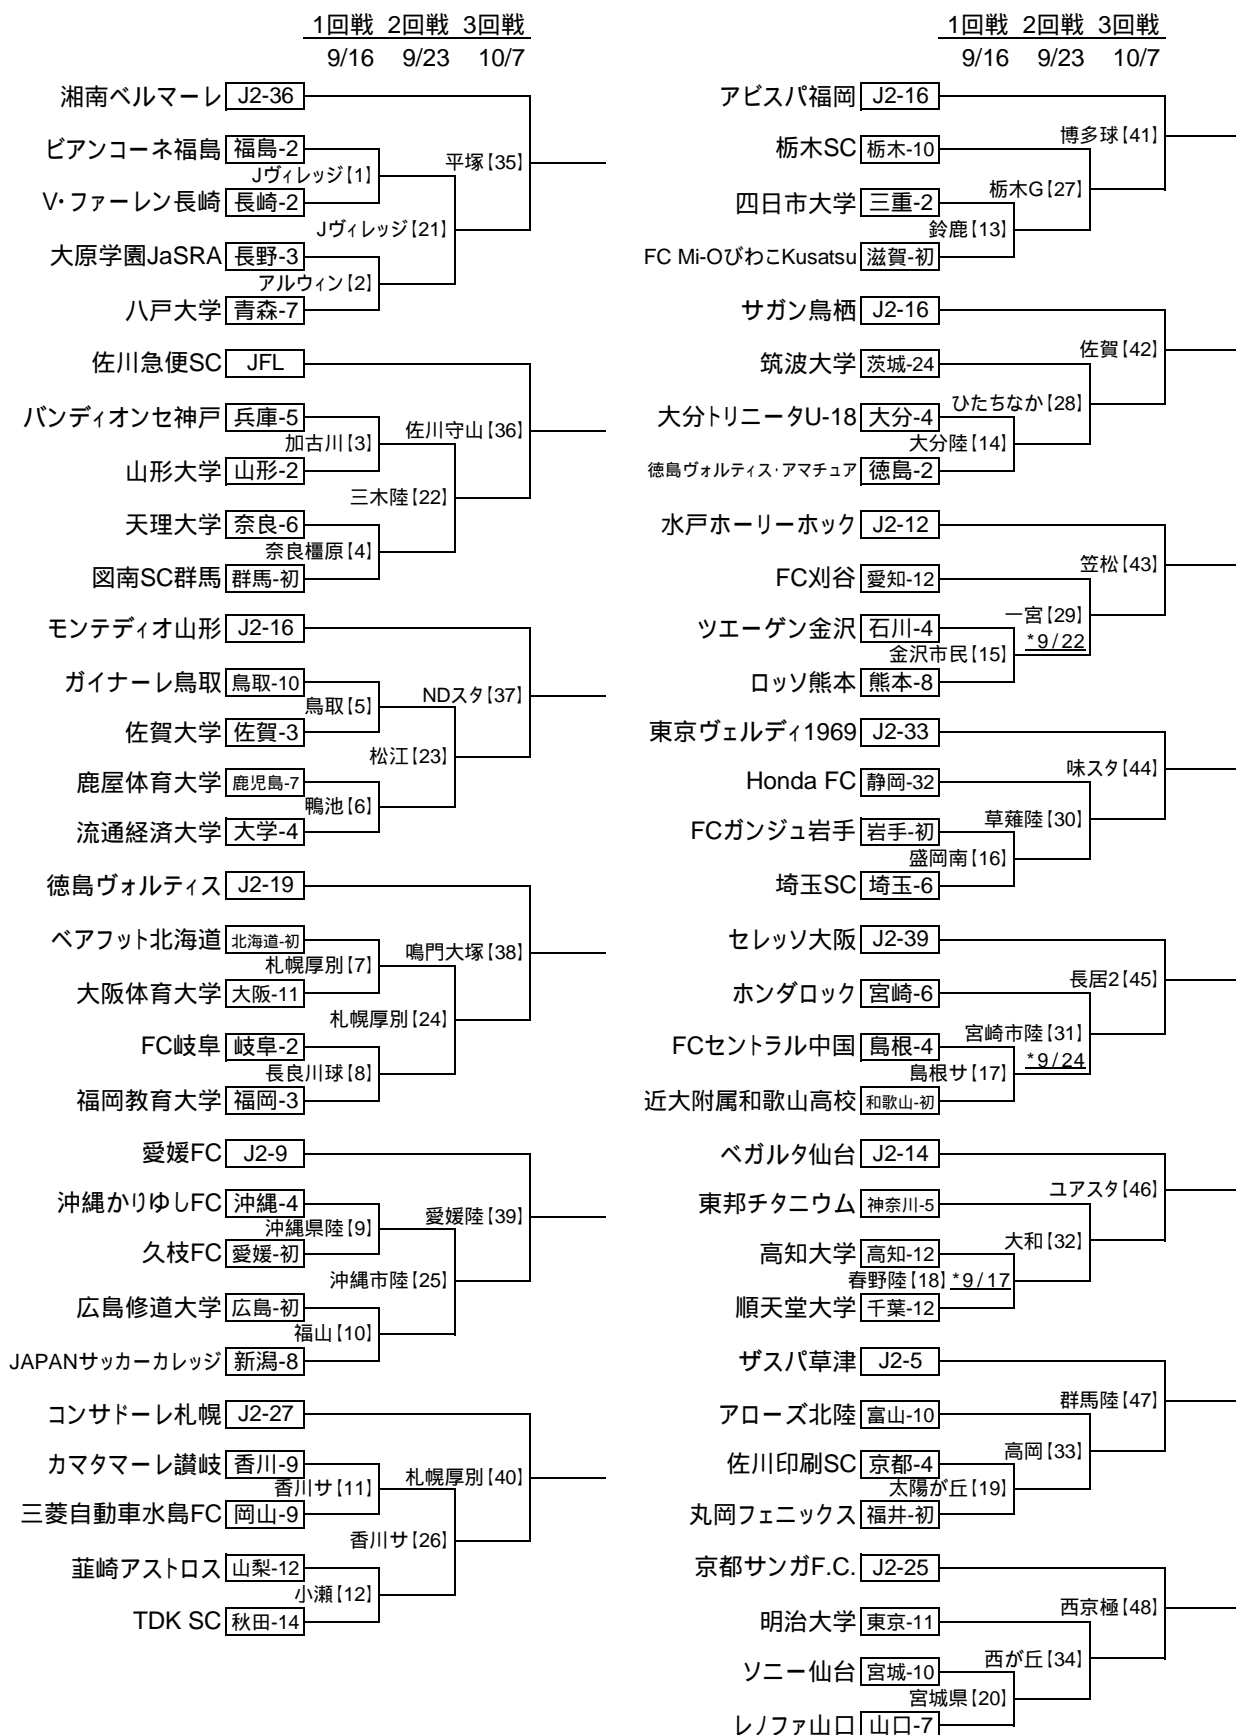 1回戦 2回戦 3回戦
9/16 9/23 10/7
湘南ベルマーレ J2-36
ビアンコーネ福島 福島-2
Jヴィレッジ【1】
平塚【35】
V・ファーレン長崎 長崎-2
Jヴィレッジ【21】
大原学園JaSRA 長野-3
アルウィン【2】
八戸大学 青森-7
佐川急便SC JFL
バンディオンセ神戸 兵庫-5
加古川【3】
佐川守山【36】
山形大学 山形-2
三木陸【22】
天理大学 奈良-6
奈良橿原【4】
図南SC群馬 群馬-初
モンテディオ山形 J2-16
ガイナーレ鳥取 鳥取-10
鳥取【5】
NDスタ【37】
佐賀大学 佐賀-3
松江【23】
鹿屋体育大学 鹿児島-7
鴨池【6】
流通経済大学 大学-4
徳島ヴォルティス J2-19
ベアフット北海道 北海道-初
札幌厚別【7】
鳴門大塚【38】
大阪体育大学 大阪-11
札幌厚別【24】
FC岐阜 岐阜-2
長良川球【8】
福岡教育大学 福岡-3
愛媛FC J2-9
沖縄かりゆしFC 沖縄-4
沖縄県陸【9】
愛媛陸【39】
久枝FC 愛媛-初
沖縄市陸【25】
広島修道大学 広島-初
福山【10】
JAPANサッカーカレッジ 新潟-8
コンサドーレ札幌 J2-27
カマタマーレ讃岐 香川-9
香川サ【11】
札幌厚別【40】
三菱自動車水島FC 岡山-9
香川サ【26】
韮崎アストロス 山梨-12
小瀬【12】
TDK SC 秋田-14
1回戦 2回戦 3回戦
9/16 9/23 10/7
アビスパ福岡 J2-16
博多球【41】
栃木SC 栃木-10
栃木G【27】
四日市大学 三重-2
鈴鹿【13】
FC Mi-OびわこKusatsu 滋賀-初
サガン鳥栖 J2-16
佐賀【42】
筑波大学 茨城-24
ひたちなか【28】
大分トリニータU-18 大分-4
大分陸【14】
徳島ヴォルティス・アマチュア 徳島-2
水戸ホーリーホック J2-12
笠松【43】
FC刈谷 愛知-12
一宮【29】
*9/22
ツエーゲン金沢 石川-4
金沢市民【15】
ロッソ熊本 熊本-8
東京ヴェルディ1969 J2-33
味スタ【44】
Honda FC 静岡-32
草薙陸【30】
FCガンジュ岩手 岩手-初
盛岡南【16】
埼玉SC 埼玉-6
セレッソ大阪 J2-39
長居2【45】
ホンダロック 宮崎-6
宮崎市陸【31】
*9/24
FCセントラル中国 島根-4
島根サ【17】
近大附属和歌山高校 和歌山-初
ベガルタ仙台 J2-14
ユアスタ【46】
東邦チタニウム 神奈川-5
大和【32】
高知大学 高知-12
春野陸【18】 *9/17
順天堂大学 千葉-12
ザスパ草津 J2-5
群馬陸【47】
アローズ北陸 富山-10
高岡【33】
佐川印刷SC 京都-4
太陽が丘【19】
丸岡フェニックス 福井-初
京都サンガF.C. J2-25
西京極【48】
明治大学 東京-11
西が丘【34】
ソニー仙台 宮城-10
宮城県【20】
レノファ山口 山口-7